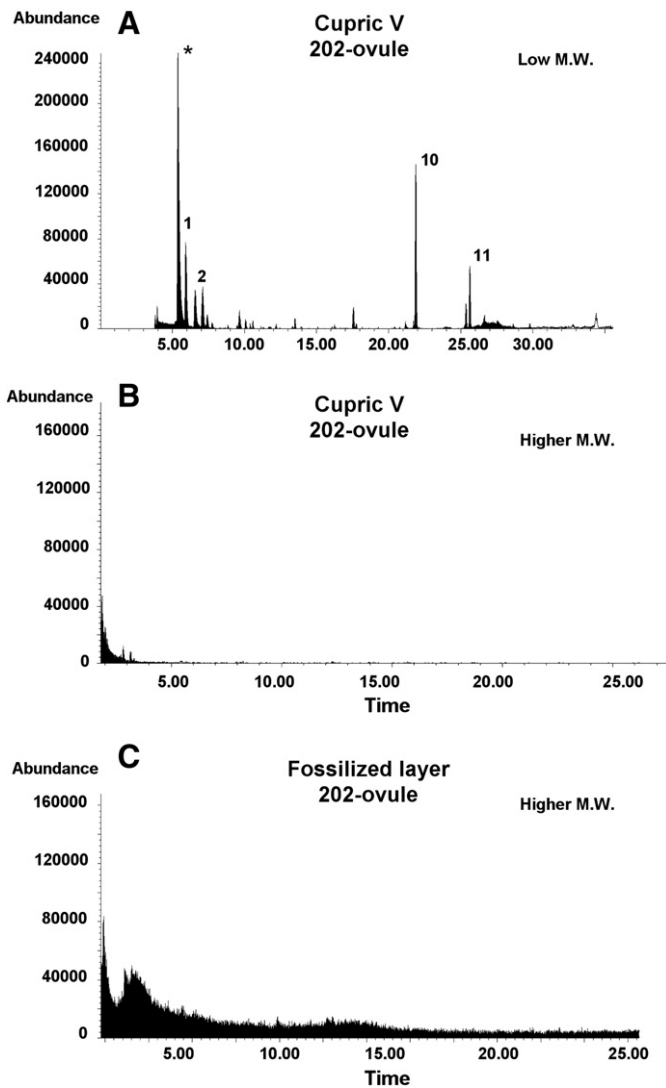 Abundance
A
Cupric V
202-ovule
Low M.W.
*
240000
200000
160000
120000
80000
40000
0
1
2
10
11
5.00 10.00 15.00 20.00 25.00 30.00
Abundance
B
Cupric V
202-ovule
Higher M.W.
160000
120000
80000
40000
0
5.00 10.00 15.00 20.00 25.00
Time
Abundance
C
Fossilized layer
202-ovule
Higher M.W.
160000
120000
80000
40000
0
5.00 10.00 15.00 20.00 25.00
Time